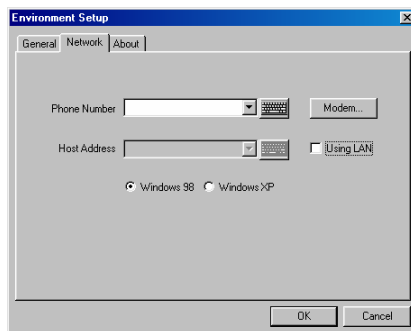 Environment Setup
General Network About
Phone Number Modem...
Host Address Using LAN
Windows 98 Windows XP
OK Cancel